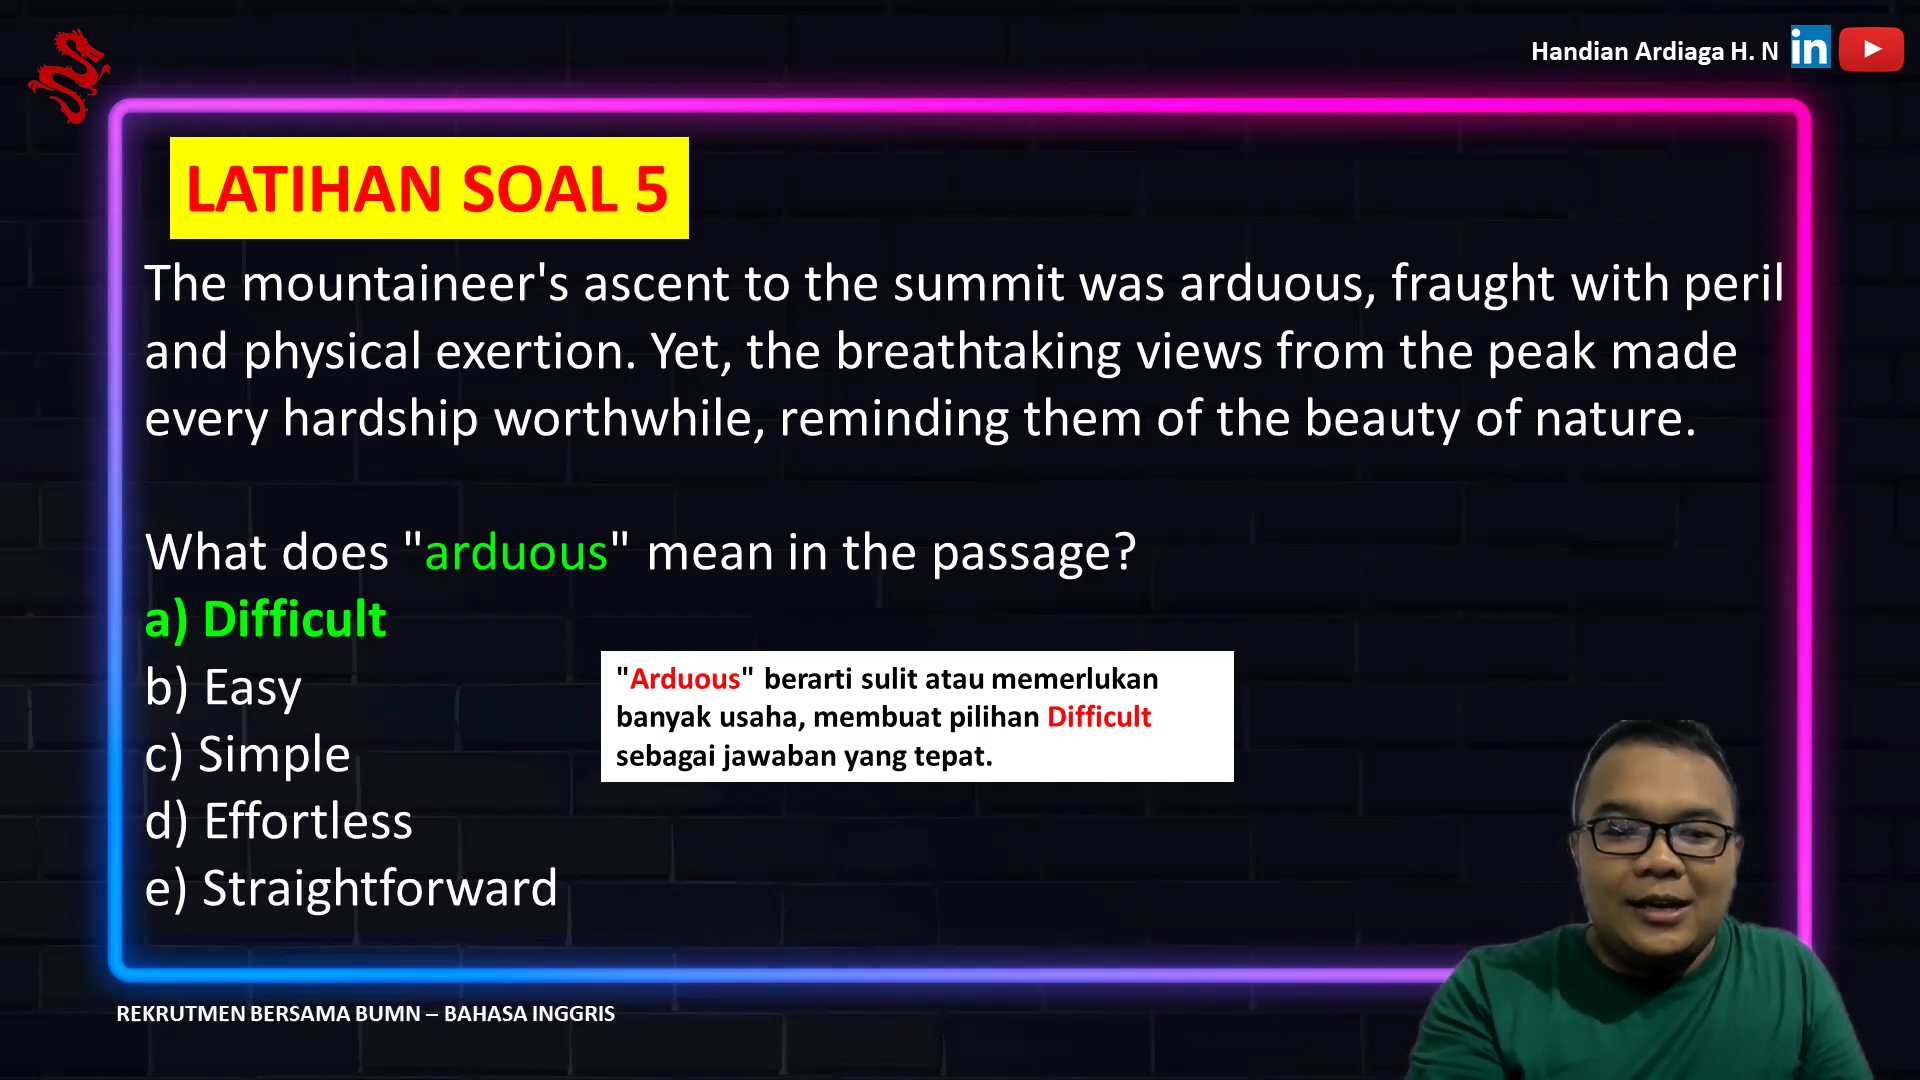 Handian Ardiaga H. N in
LATIHAN SOAL 5
The mountaineer's ascent to the summit was arduous, fraught with peril
and physical exertion. Yet, the breathtaking views from the peak made
every hardship worthwhile, reminding them of the beauty of nature.
What does "arduous" mean in the passage?
a) Difficult
b) Easy
c) Simple
d) Effortless
e) Straightforward
"Arduous" berarti sulit atau memerlukan
banyak usaha, membuat pilihan Difficult
sebagai jawaban yang tepat.
REKRUTMEN BERSAMA BUMN – BAHASA INGGRIS